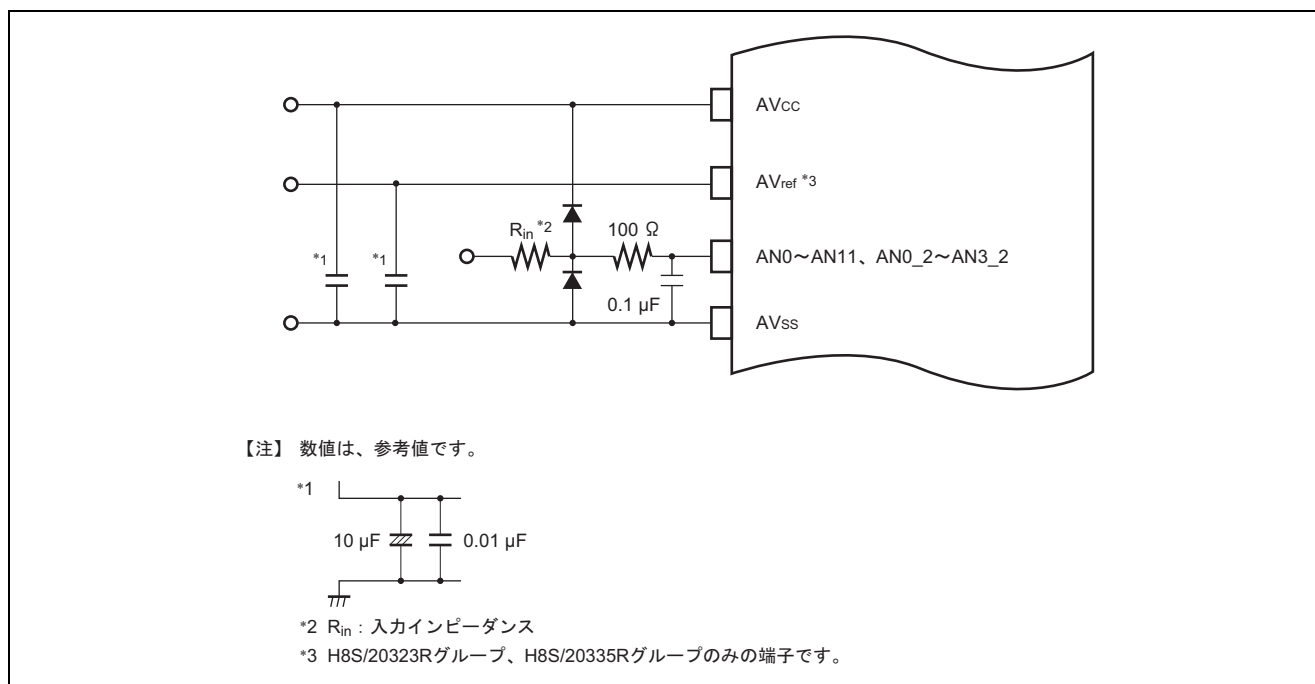 AVCC
AVref *3
Rin *2
100 Ω
*1
*1
AN0～AN11、AN0_2～AN3_2
0.1 µF
AVSS
【注】 数値は、参考値です。
*1
10 µF
0.01 µF
*2 Rin : 入力インピーダンス
*3 H8S/20323Rグループ、H8S/20335Rグループのみの端子です。